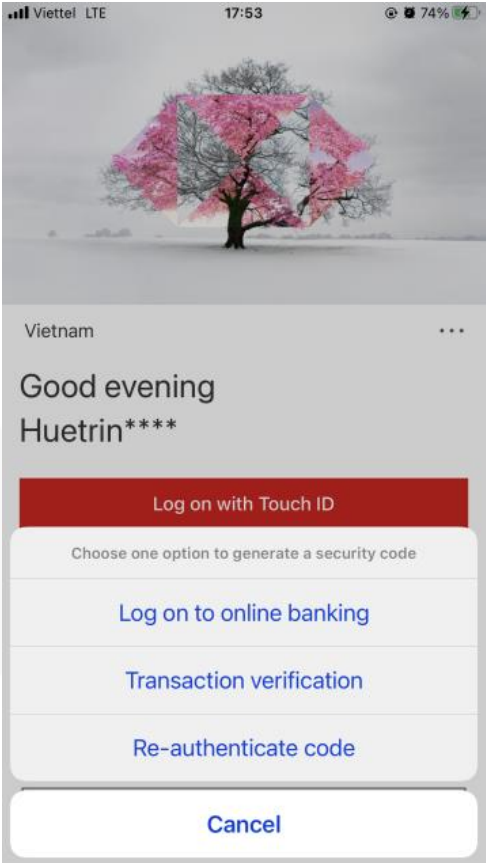 Viettel LTE 17:53 74%
Vietnam
Good evening
Huetrin****
Log on with Touch ID
Choose one option to generate a security code
Log on to online banking
Transaction verification
Re-authenticate code
Cancel